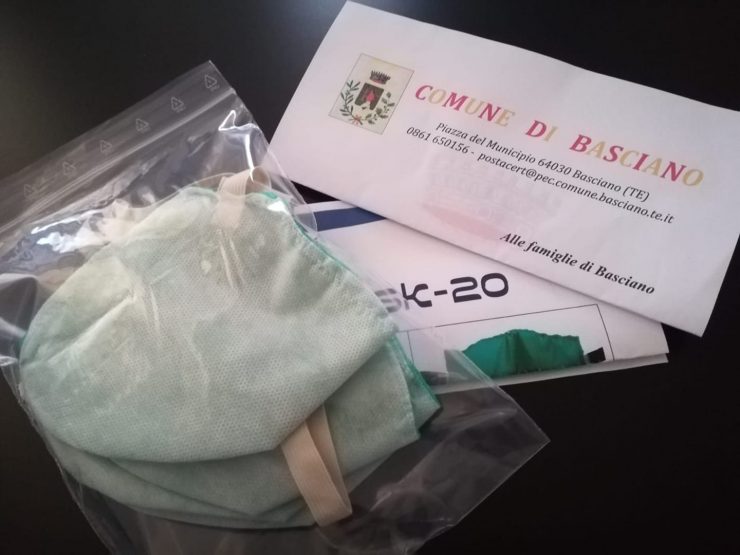 COMUNE DI BASCIANO
Piazza del Municipio 64030 Basciano (TE)
0861 650156 - postacert@pec.comune.basciano.te.it
Alle famiglie di Basciano
SK-20